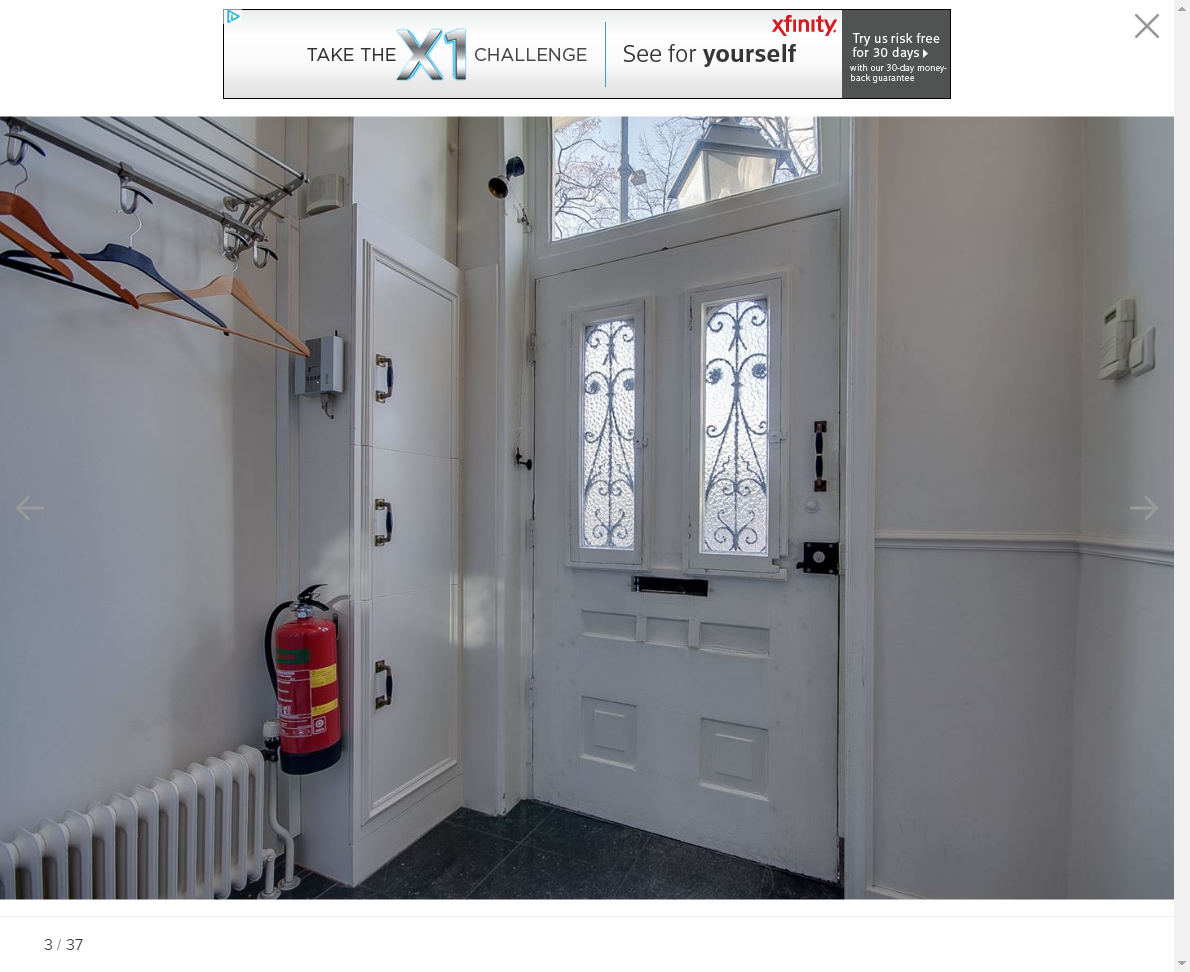 xfinity
TAKE THE X1 CHALLENGE
See for yourself
Try us risk free
for 30 days
with our 30-day money-
back guarantee
3 / 37